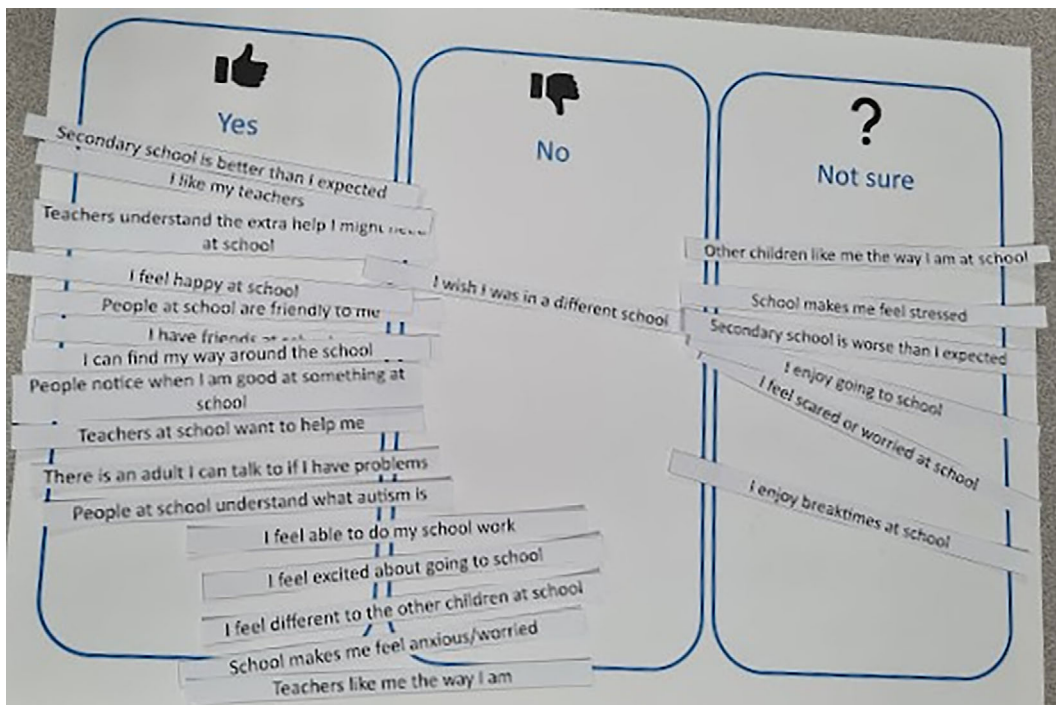 Yes
Secondary school is better than I expected
I like my teachers
Teachers understand the extra help I might
at school
I feel happy at school
People at school are friendly to me
I have friends
I can find my way around the school
People notice when I am good at something at
school
Teachers at school want to help me
There is an adult I can talk to if I have problems
People at school understand what autism is
I feel able to do my school work
I feel excited about going to school
I feel different to the other children at school
School makes me feel anxious/worried
Teachers like me the way I am
No
I wish I was in a different school
?
Not sure
Other children like me the way I am at school
School makes me feel stressed
Secondary school is worse than I expected
I enjoy going to school
I feel scared or worried at school
I enjoy breaktimes at school